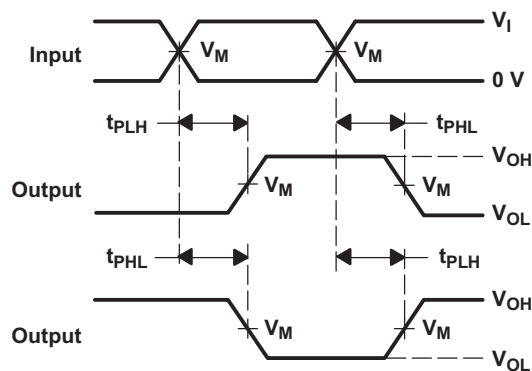 V_I
Input V_M V_M
0 V
t_PLH t_PHL
V_OH
Output V_M V_M
V_OL
t_PHL t_PLH
V_OH
Output V_M V_M
V_OL